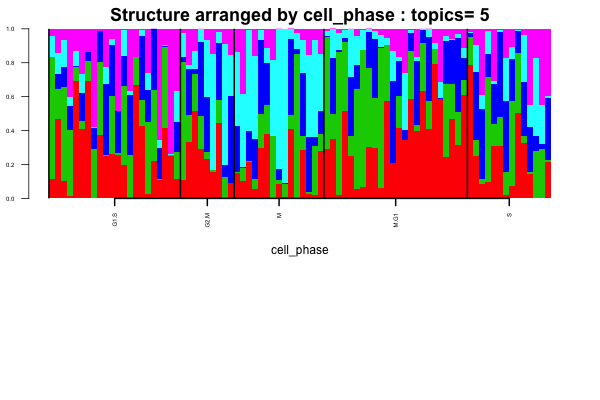 Structure arranged by cell_phase : topics= 5
1.0
0.8
0.6
0.4
0.2
0.0
G1.S
G2.M
M
M.G1
S
cell_phase